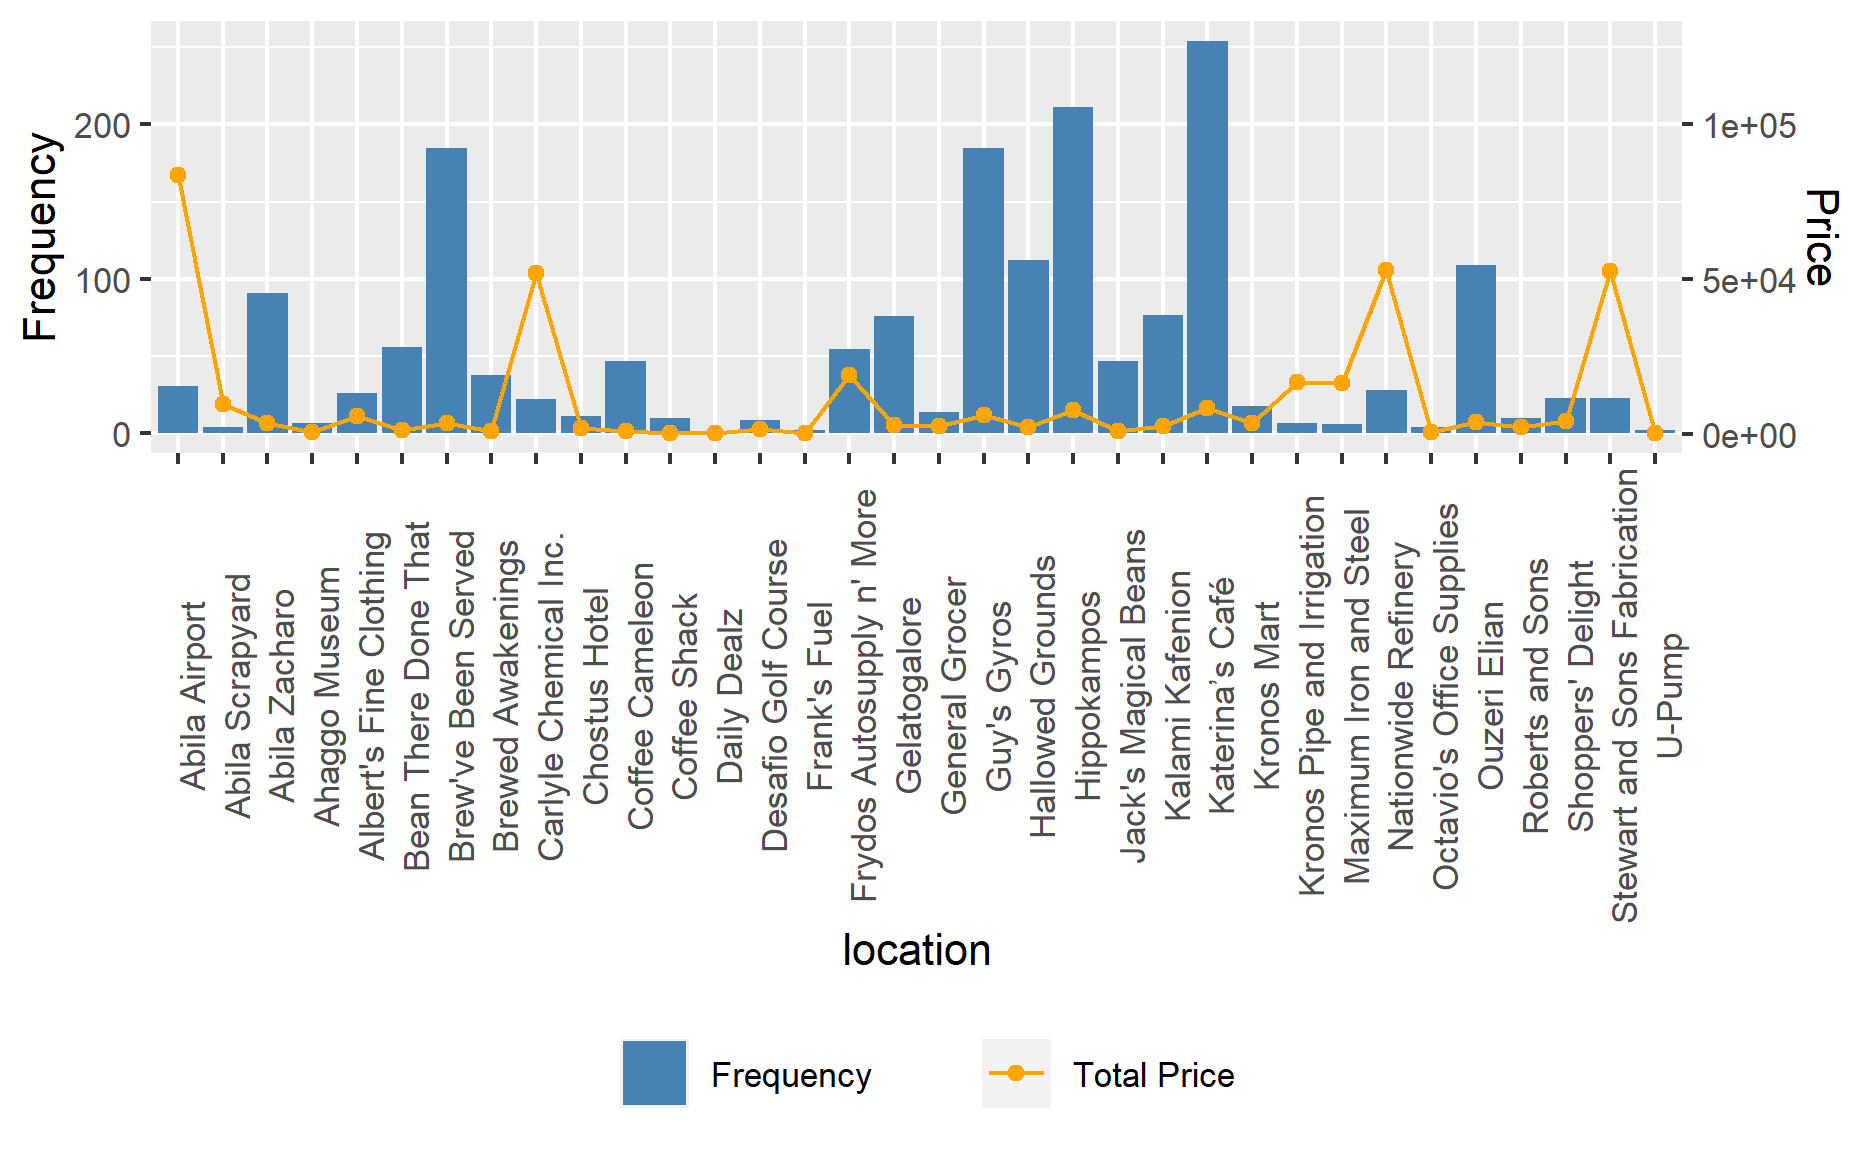 Frequency
200
100
0
1e+05
5e+04
0e+00
Price
Abila Airport
Abila Scrapyard
Abila Zacharo
Ahaggo Museum
Albert's Fine Clothing
Bean There Done That
Brew've Been Served
Brewed Awakenings
Carlyle Chemical Inc.
Chostus Hotel
Coffee Cameleon
Coffee Shack
Daily Dealz
Desafio Golf Course
Frank's Fuel
Frydos Autosupply n' More
Gelatogalore
General Grocer
Guy's Gyros
Hallowed Grounds
Hippokampos
Jack's Magical Beans
Kalami Kafenion
Katerina’s Café
Kronos Mart
Kronos Pipe and Irrigation
Maximum Iron and Steel
Nationwide Refinery
Octavio's Office Supplies
Ouzeri Elian
Roberts and Sons
Shoppers' Delight
Stewart and Sons Fabrication
U-Pump
location
Frequency
Total Price